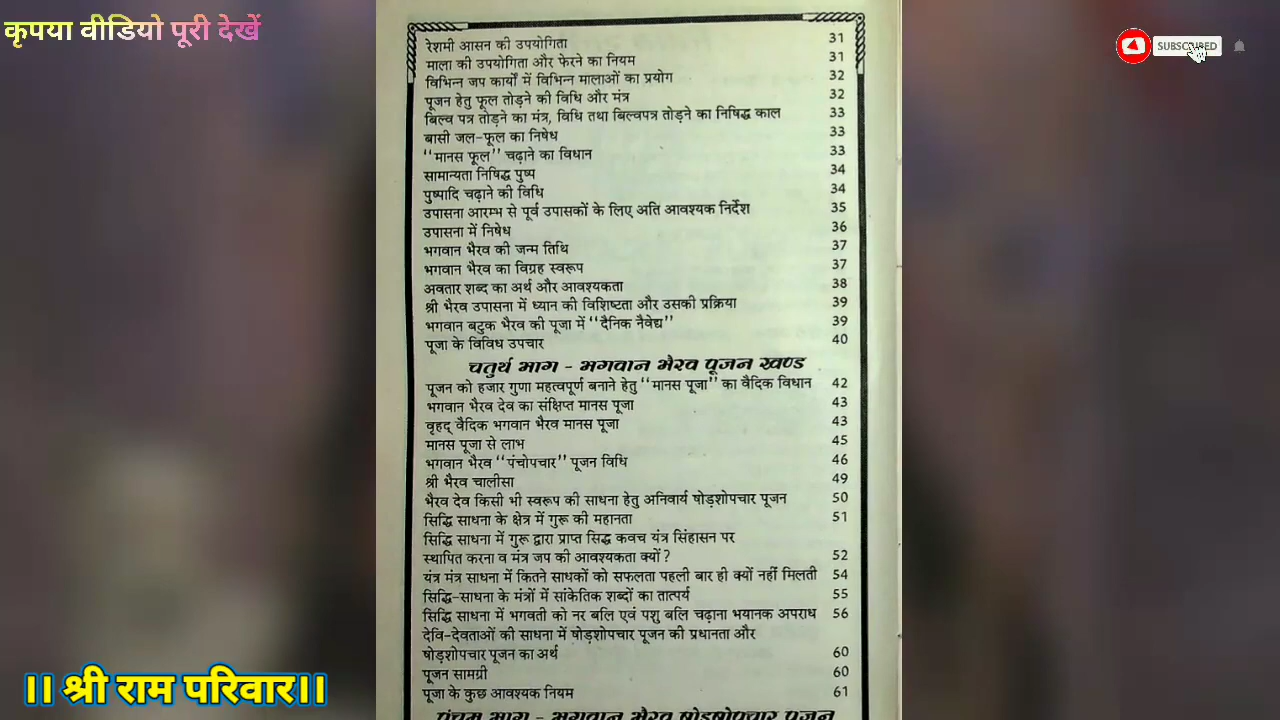 कृपया वीडियो पूरी देखें
SUBSCRIBED
रेशमी आसन की उपयोगिता 31
माला की उपयोगिता और फेरने का नियम 31
विभिन्न जप कार्यों में विभिन्न मालाओं का प्रयोग 32
पूजन हेतु फूल तोड़ने की विधि और मंत्र 32
बिल्व पत्र तोड़ने का मंत्र, विधि तथा बिल्वपत्र तोड़ने का निषिद्ध काल 33
बासी जल-फूल का निषेध 33
‘‘मानस फूल’’ चढ़ाने का विधान 33
सामान्यता निषिद्ध पुष्प 34
पुष्पादि चढ़ाने की विधि 34
उपासना आरम्भ से पूर्व उपासकों के लिए अति आवश्यक निर्देश 35
उपासना में निषेध 36
भगवान भैरव की जन्म तिथि 37
भगवान भैरव का विग्रह स्वरूप 37
अवतार शब्द का अर्थ और आवश्यकता 38
श्री भैरव उपासना में ध्यान की विशिष्टता और उसकी प्रक्रिया 39
भगवान बटुक भैरव की पूजा में ‘‘दैनिक नैवेद्य’’ 39
पूजा के विविध उपचार 40
चतुर्थ भाग - भगवान भैरव पूजन खण्ड
पूजन को हजार गुणा महत्वपूर्ण बनाने हेतु ‘‘मानस पूजा’’ का वैदिक विधान 42
भगवान भैरव देव का संक्षिप्त मानस पूजा 43
वृहद् वैदिक भगवान भैरव मानस पूजा 43
मानस पूजा से लाभ 45
भगवान भैरव ‘‘पंचोपचार’’ पूजन विधि 46
श्री भैरव चालीसा 49
भैरव देव किसी भी स्वरूप की साधना हेतु अनिवार्य षोड़शोपचार पूजन 50
सिद्धि साधना के क्षेत्र में गुरू की महानता 51
सिद्धि साधना में गुरू द्वारा प्राप्त सिद्ध कवच यंत्र सिंहासन पर
स्थापित करना व मंत्र जप की आवश्यकता क्यों ? 52
यंत्र मंत्र साधना में कितने साधकों को सफलता पहली बार ही क्यों नहीं मिलती 54
सिद्धि-साधना के मंत्रों में सांकेतिक शब्दों का तात्पर्य 55
सिद्धि साधना में भगवती को नर बलि एवं पशु बलि चढ़ाना भयानक अपराध 56
देवि-देवताओं की साधना में षोड़शोपचार पूजन की प्रधानता और
षोड़शोपचार पूजन का अर्थ 60
पूजन सामग्री 60
पूजा के कुछ आवश्यक नियम 61
पंचम भाग - भगवान भैरव षोडषोपचार पूजन
।। श्री राम परिवार।।